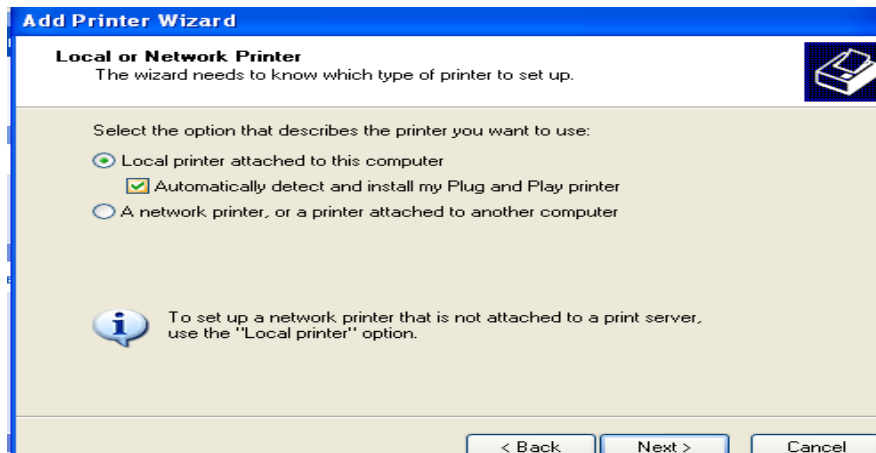 Add Printer Wizard
Local or Network Printer
The wizard needs to know which type of printer to set up.
Select the option that describes the printer you want to use:
Local printer attached to this computer
Automatically detect and install my Plug and Play printer
A network printer, or a printer attached to another computer
To set up a network printer that is not attached to a print server,
use the "Local printer" option.
< Back Next > Cancel